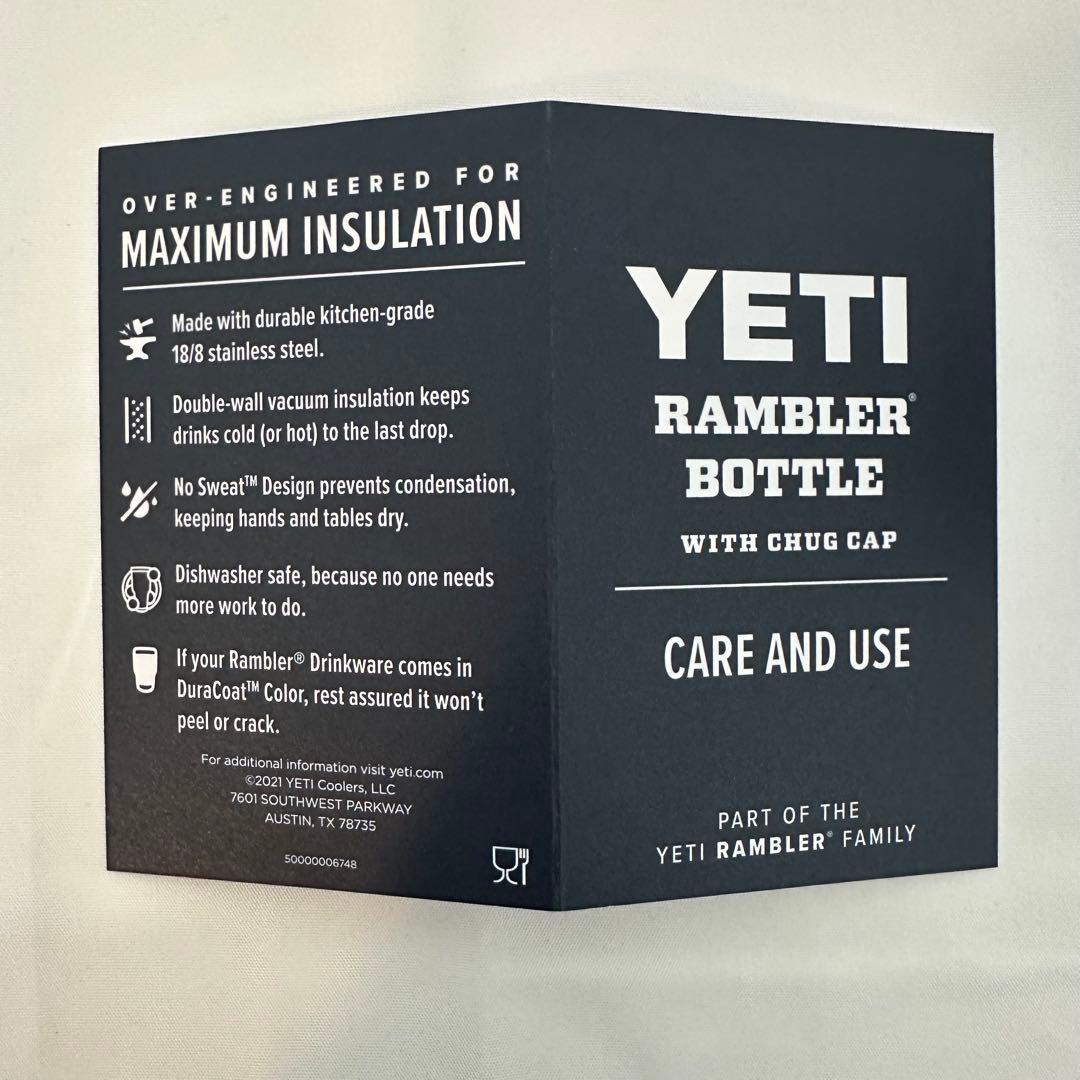 OVER-ENGINEERED FOR
MAXIMUM INSULATION
Made with durable kitchen-grade
18/8 stainless steel.
Double-wall vacuum insulation keeps
drinks cold (or hot) to the last drop.
No Sweat™ Design prevents condensation,
keeping hands and tables dry.
Dishwasher safe, because no one needs
more work to do.
If your Rambler® Drinkware comes in
DuraCoat™ Color, rest assured it won't
peel or crack.
For additional information visit yeti.com
©2021 YETI Coolers, LLC
7601 SOUTHWEST PARKWAY
AUSTIN, TX 78735
50000006748
YETI
RAMBLER®
BOTTLE
WITH CHUG CAP
CARE AND USE
PART OF THE
YETI RAMBLER® FAMILY